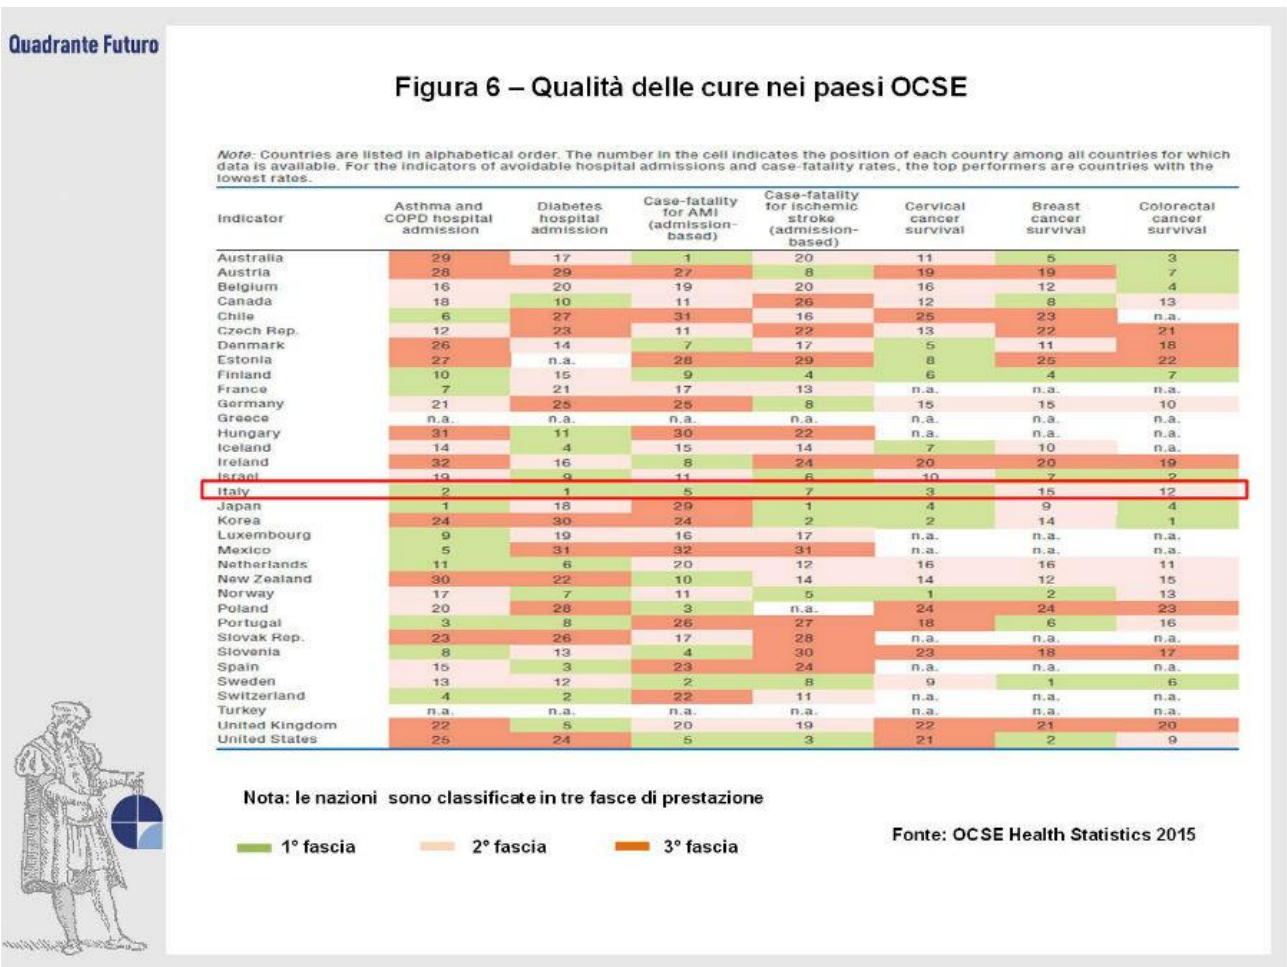 Quadrante Futuro
Figura 6 – Qualità delle cure nei paesi OCSE
Note: Countries are listed in alphabetical order. The number in the cell indicates the position of each country among all countries for which
data is available. For the indicators of avoidable hospital admissions and case-fatality rates, the top performers are countries with the
lowest rates.
Indicator Asthma and COPD hospital admission Diabetes hospital admission Case-fatality for AMI (admission-based) Case-fatality for ischemic stroke (admission-based) Cervical cancer survival Breast cancer survival Colorectal cancer survival
Australia 29 17 1 20 11 5 3
Austria 28 29 27 8 19 19 7
Belgium 16 20 19 20 16 12 4
Canada 18 10 11 26 12 8 13
Chile 6 27 31 16 25 23 n.a.
Czech Rep. 12 23 11 22 13 22 21
Denmark 26 14 7 17 5 11 18
Estonia 27 n.a. 28 29 8 25 22
Finland 10 15 9 4 6 4 7
France 7 21 17 13 n.a. n.a. n.a.
Germany 21 25 25 8 15 15 10
Greece n.a. n.a. n.a. n.a. n.a. n.a. n.a.
Hungary 31 11 30 22 n.a. n.a. n.a.
Iceland 14 4 15 14 7 10 n.a.
Ireland 32 16 8 24 20 20 19
Israel 19 9 11 6 10 7 2
Italy 2 1 5 7 3 15 12
Japan 1 18 29 1 4 9 4
Korea 24 30 24 2 2 14 1
Luxembourg 9 19 16 17 n.a. n.a. n.a.
Mexico 5 31 32 31 n.a. n.a. n.a.
Netherlands 11 6 20 12 16 16 11
New Zealand 30 22 10 14 14 12 15
Norway 17 7 11 5 1 2 13
Poland 20 28 3 n.a. 24 24 23
Portugal 3 8 26 27 18 6 16
Slovak Rep. 23 26 17 28 n.a. n.a. n.a.
Slovenia 8 13 4 30 23 18 17
Spain 15 3 23 24 n.a. n.a. n.a.
Sweden 13 12 2 8 9 1 6
Switzerland 4 2 22 11 n.a. n.a. n.a.
Turkey n.a. n.a. n.a. n.a. n.a. n.a. n.a.
United Kingdom 22 5 20 19 22 21 20
United States 25 24 5 3 21 2 9
Nota: le nazioni sono classificate in tre fasce di prestazione
1° fascia 2° fascia 3° fascia
Fonte: OCSE Health Statistics 2015